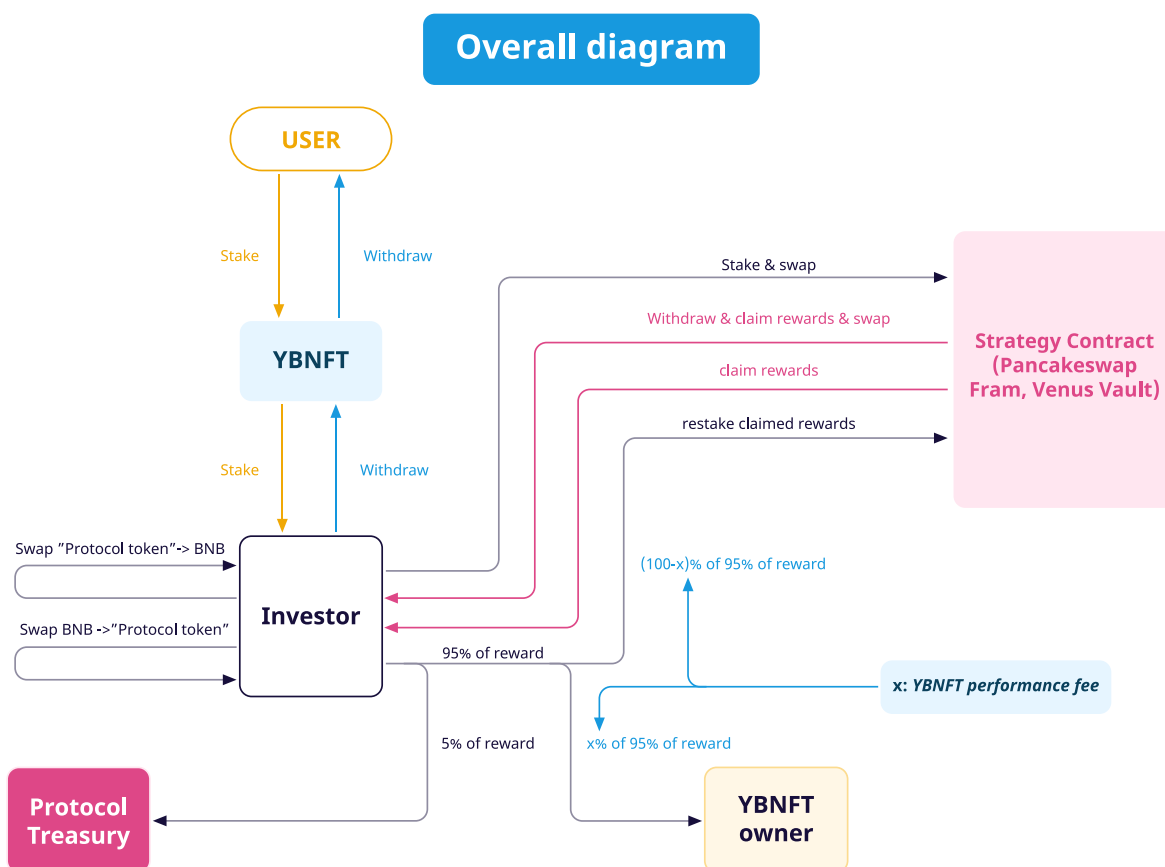 Overall diagram
USER
Stake
Withdraw
Stake & swap
Withdraw & claim rewards & swap
YBNFT
Strategy Contract
(Pancakeswap
Fram, Venus Vault)
claim rewards
restake claimed rewards
Stake
Withdraw
Swap ”Protocol token”-> BNB
(100-x)% of 95% of reward
Investor
Swap BNB ->”Protocol token”
95% of reward
x: YBNFT performance fee
5% of reward
x% of 95% of reward
Protocol
Treasury
YBNFT
owner